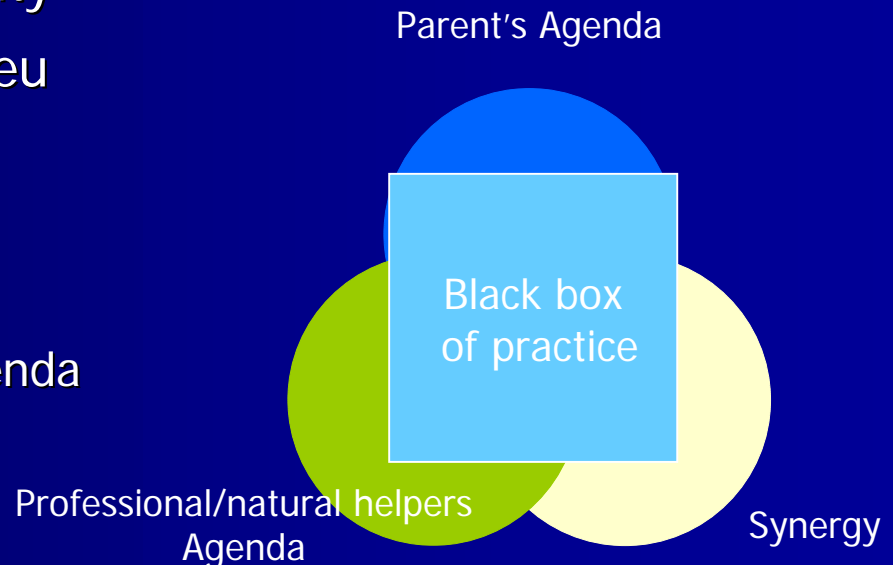 Parent's Agenda
Black box
of practice
Professional/natural helpers
Agenda
Synergy